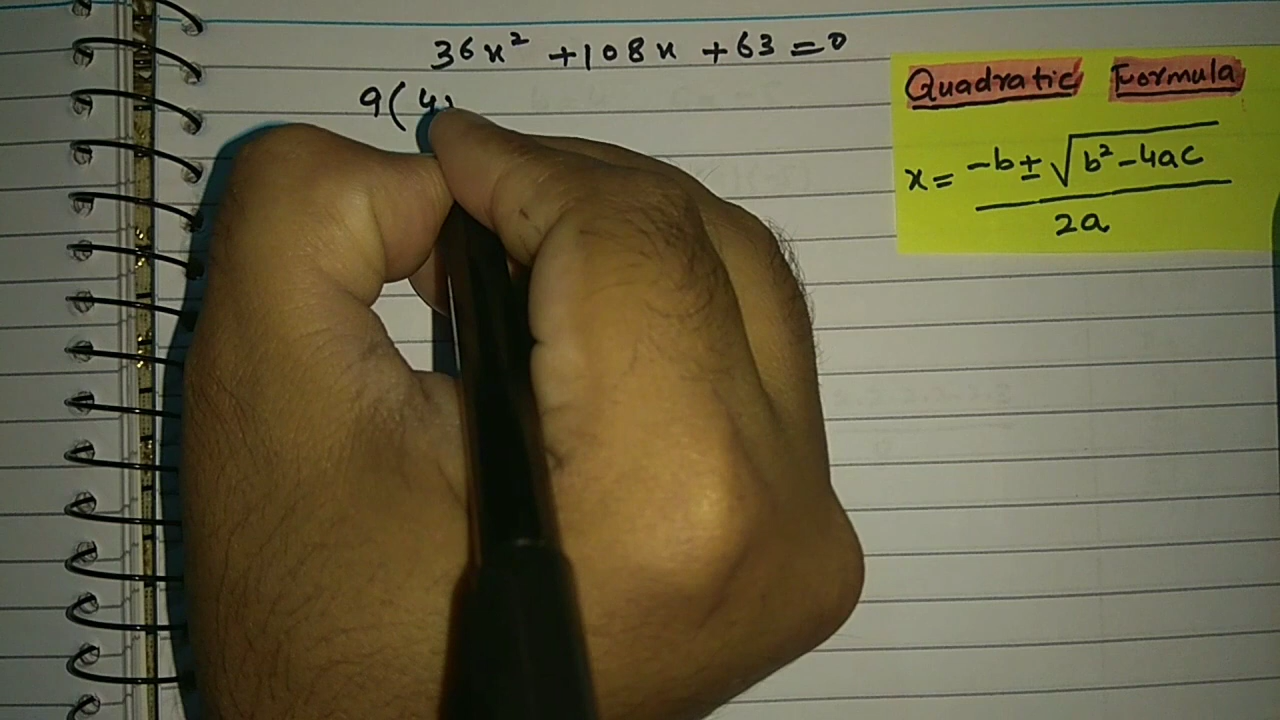 36x² +108x +63 =0
9(4
Quadratic Formula
x = -b ± √b²-4ac
2a